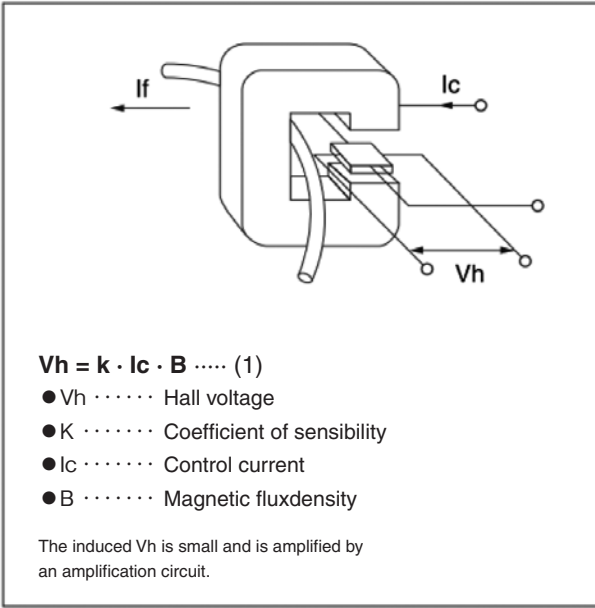 If
Ic
Vh
Vh = k · Ic · B ····· (1)
● Vh ······ Hall voltage
● K ······· Coefficient of sensibility
● Ic ······· Control current
● B ······· Magnetic fluxdensity
The induced Vh is small and is amplified by
an amplification circuit.